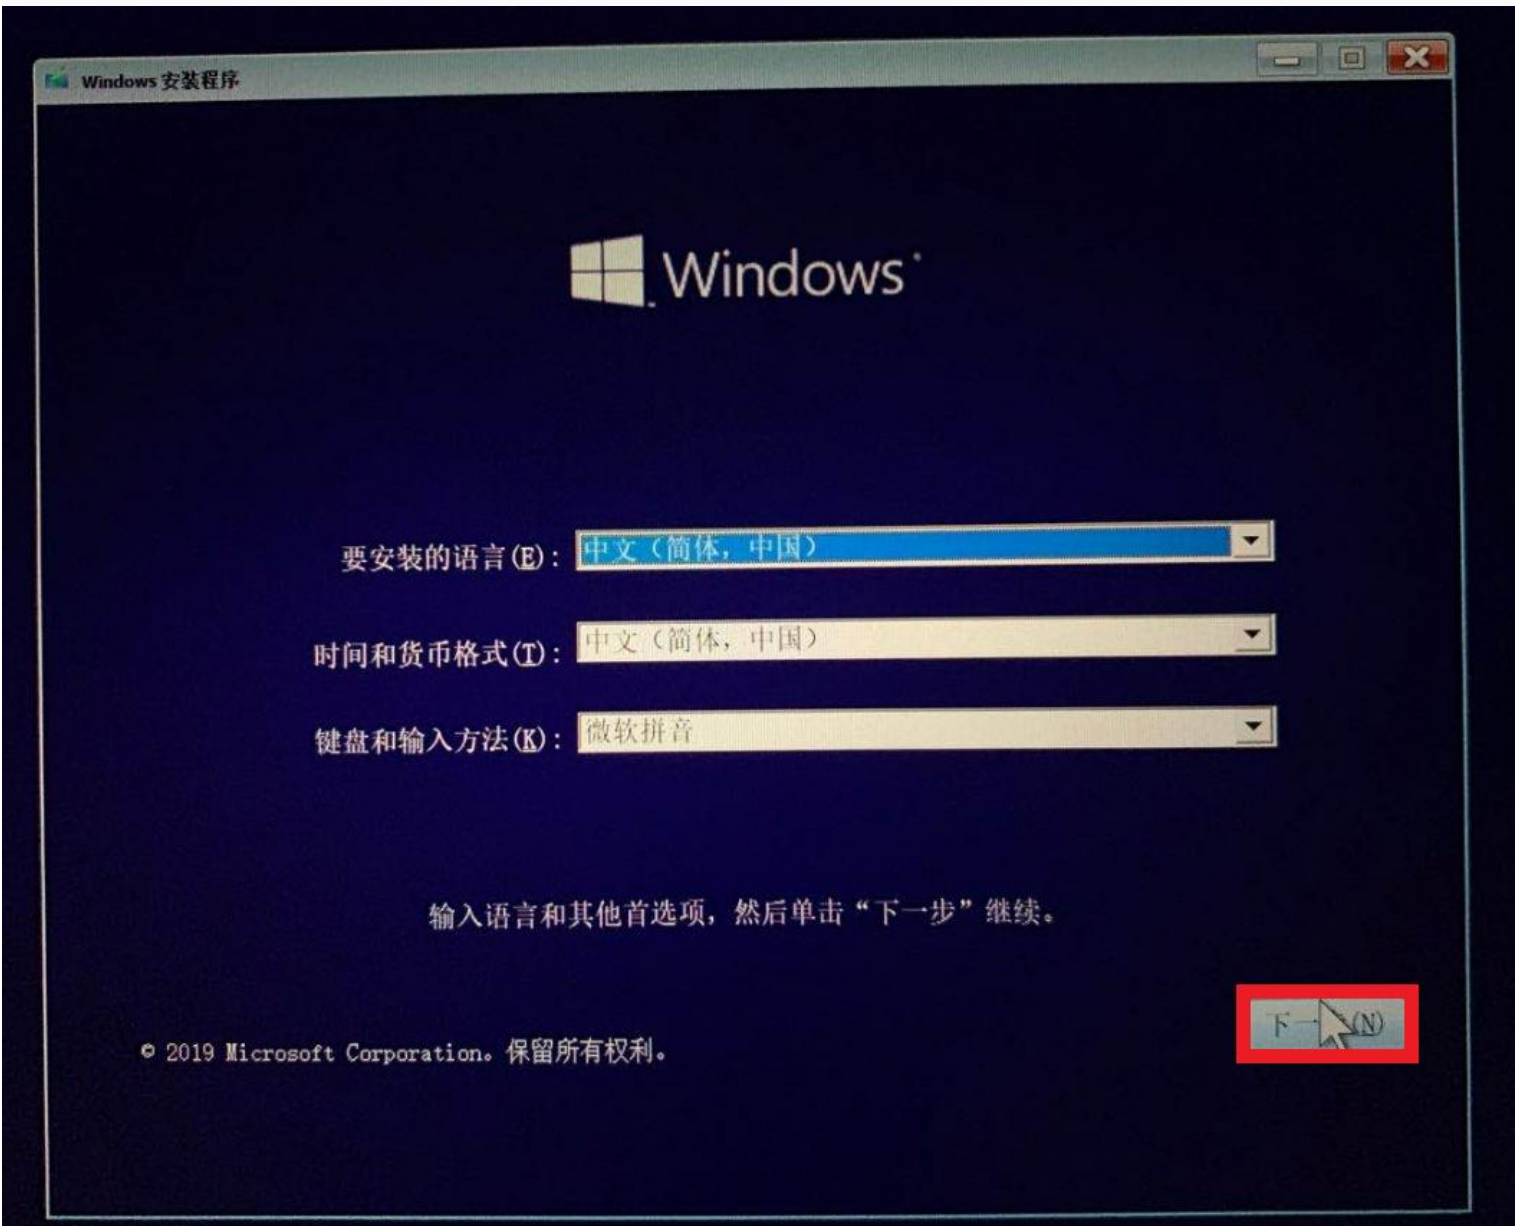 Windows 安装程序
Windows
要安装的语言(E):
中文(简体, 中国)
时间和货币格式(T):
中文(简体, 中国)
键盘和输入方法(K):
微软拼音
输入语言和其他首选项，然后单击“下一步”继续。
© 2019 Microsoft Corporation。保留所有权利。
下一 (N)